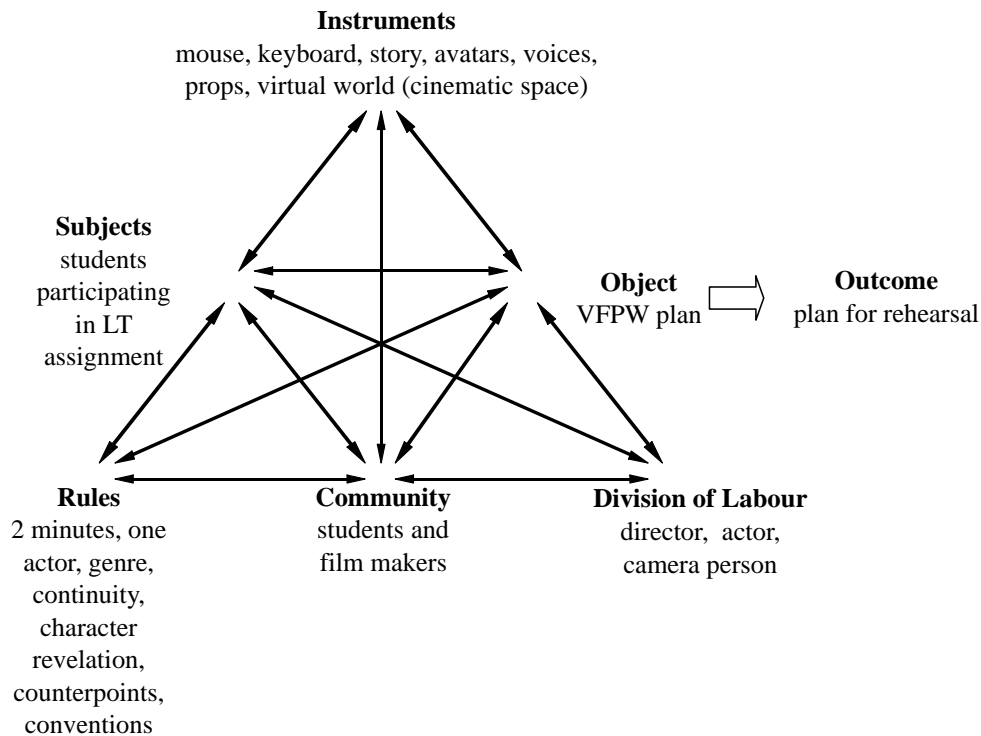 Instruments
mouse, keyboard, story, avatars, voices,
props, virtual world (cinematic space)
Subjects
students
participating
in LT
assignment
Object
VFPW plan
Outcome
plan for rehearsal
Rules
2 minutes, one
actor, genre,
continuity,
character
revelation,
counterpoints,
conventions
Community
students and
film makers
Division of Labour
director, actor,
camera person